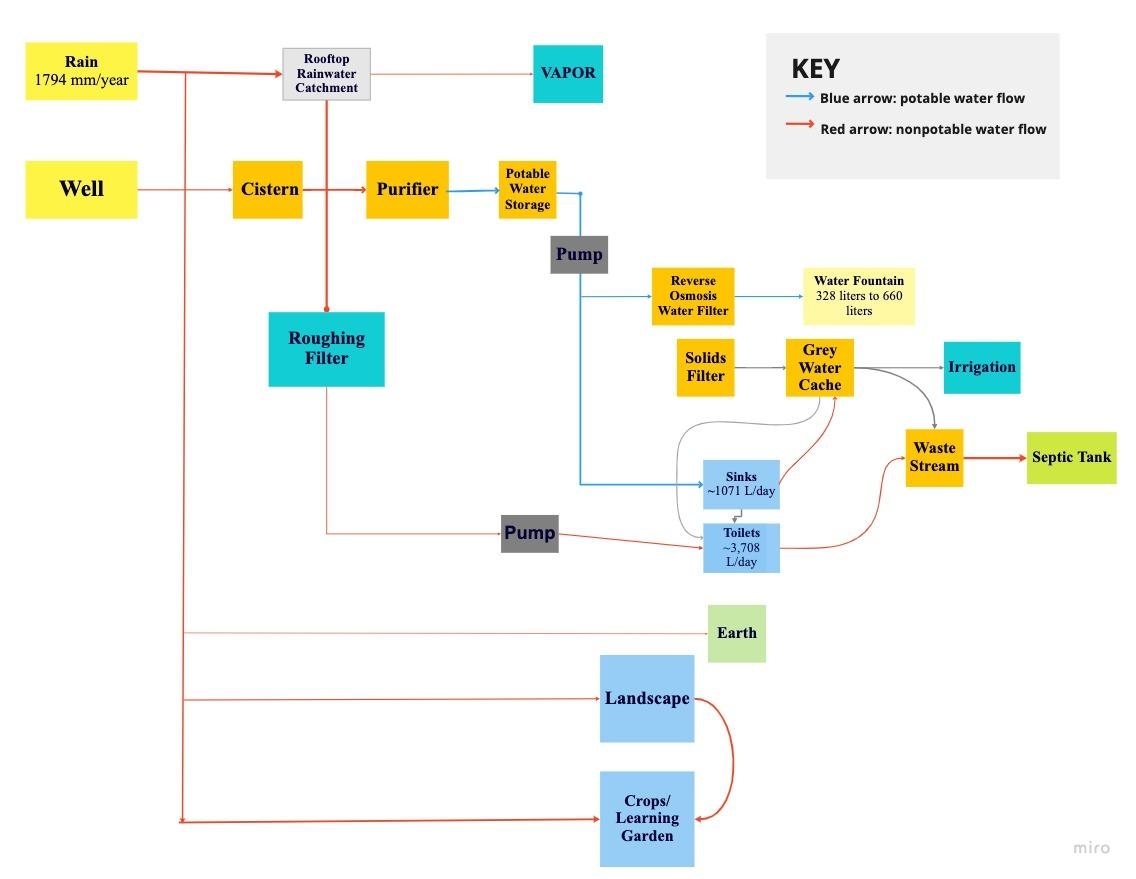 Rain
1794 mm/year
Rooftop
Rainwater
Catchment
VAPOR
KEY
Blue arrow: potable water flow
Red arrow: nonpotable water flow
Well
Cistern
Purifier
Potable
Water
Storage
Pump
Reverse
Osmosis
Water Filter
Water Fountain
328 liters to 660
liters
Roughing
Filter
Solids
Filter
Grey
Water
Cache
Irrigation
Waste
Stream
Septic Tank
Sinks
~1071 L/day
Pump
Toilets
~3,708
L/day
Earth
Landscape
Crops/
Learning
Garden
miro